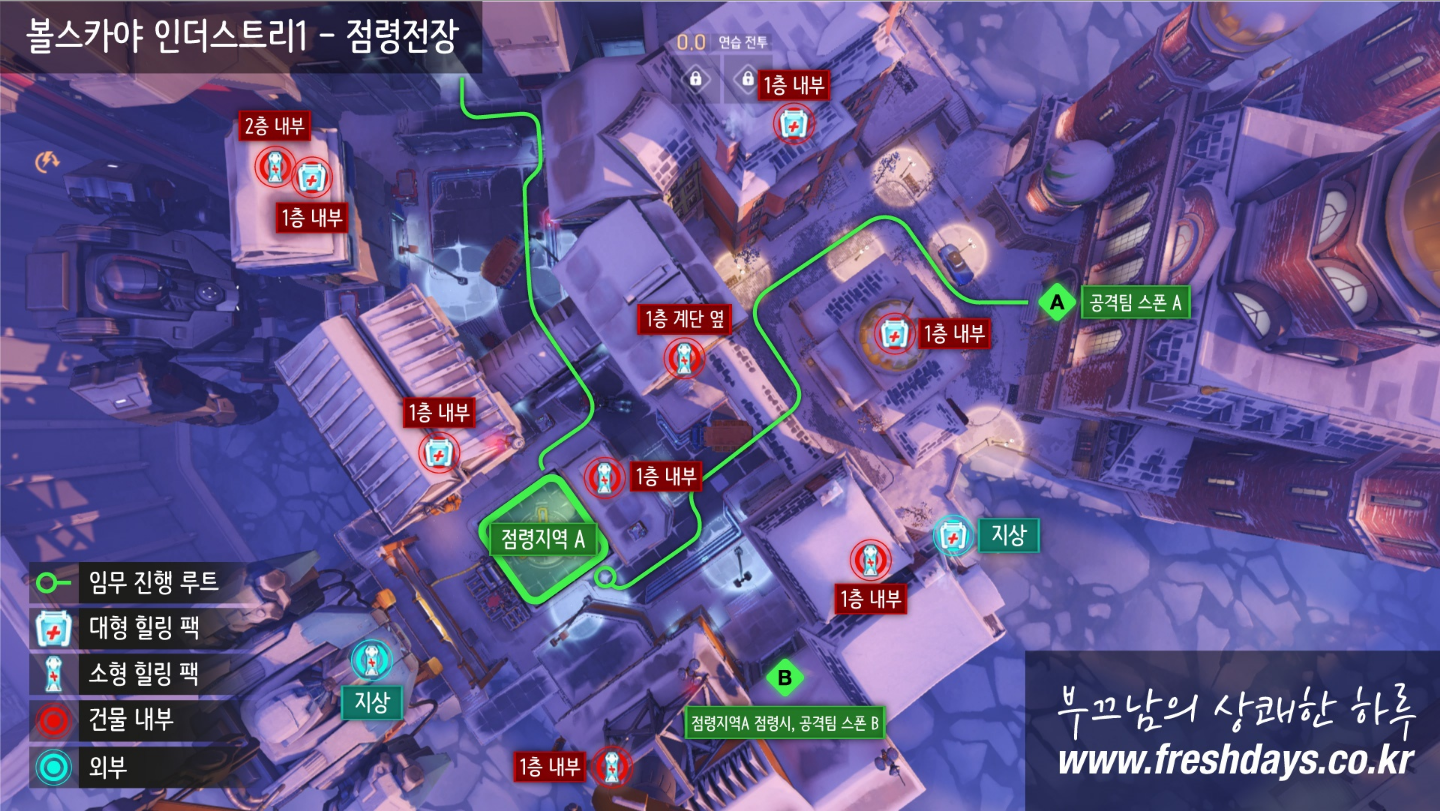 볼스카야 인더스트리1 - 점령전장
0.0 연습 전투
1층 내부
2층 내부
1층 내부
A
공격팀 스폰 A
1층 계단 옆
1층 내부
1층 내부
1층 내부
점령지역 A
지상
1층 내부
임무 진행 루트
대형 힐링 팩
소형 힐링 팩
건물 내부
외부
지상
B
점령지역A 점령시, 공격팀 스폰 B
1층 내부
부끄남의 상쾌한 하루
www.freshdays.co.kr